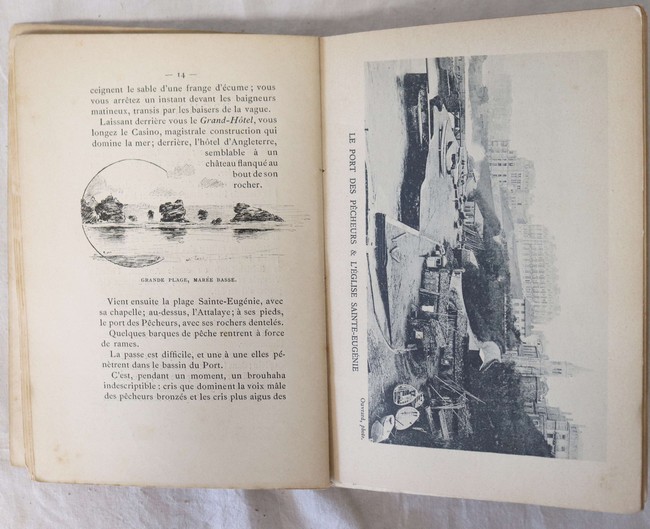 — 14 —
ceignent le sable d'une frange d'écume ; vous
vous arrêtez un instant devant les baigneurs
matineux, transis par les baisers de la vague.
Laissant derrière vous le Grand-Hôtel, vous
longez le Casino, magistrale construction qui
domine la mer ; derrière, l'hôtel d'Angleterre,
semblable à un
château flanqué au
bout de son
rocher.
GRANDE PLAGE, MARÉE BASSE.
Vient ensuite la plage Sainte-Eugénie, avec
sa chapelle ; au-dessus, l'Attalaye ; à ses pieds,
le port des Pêcheurs, avec ses rochers dentelés.
Quelques barques de pêche rentrent à force
de rames.
La passe est difficile, et une à une elles pé-
nètrent dans le bassin du Port.
C'est, pendant un moment, un brouhaha
indescriptible : cris que dominent la voix mâle
des pêcheurs bronzés et les cris plus aigus des
LE PORT DES PÊCHEURS & L'ÉGLISE SAINTE-EUGÉNIE
Ouvrard, photo.